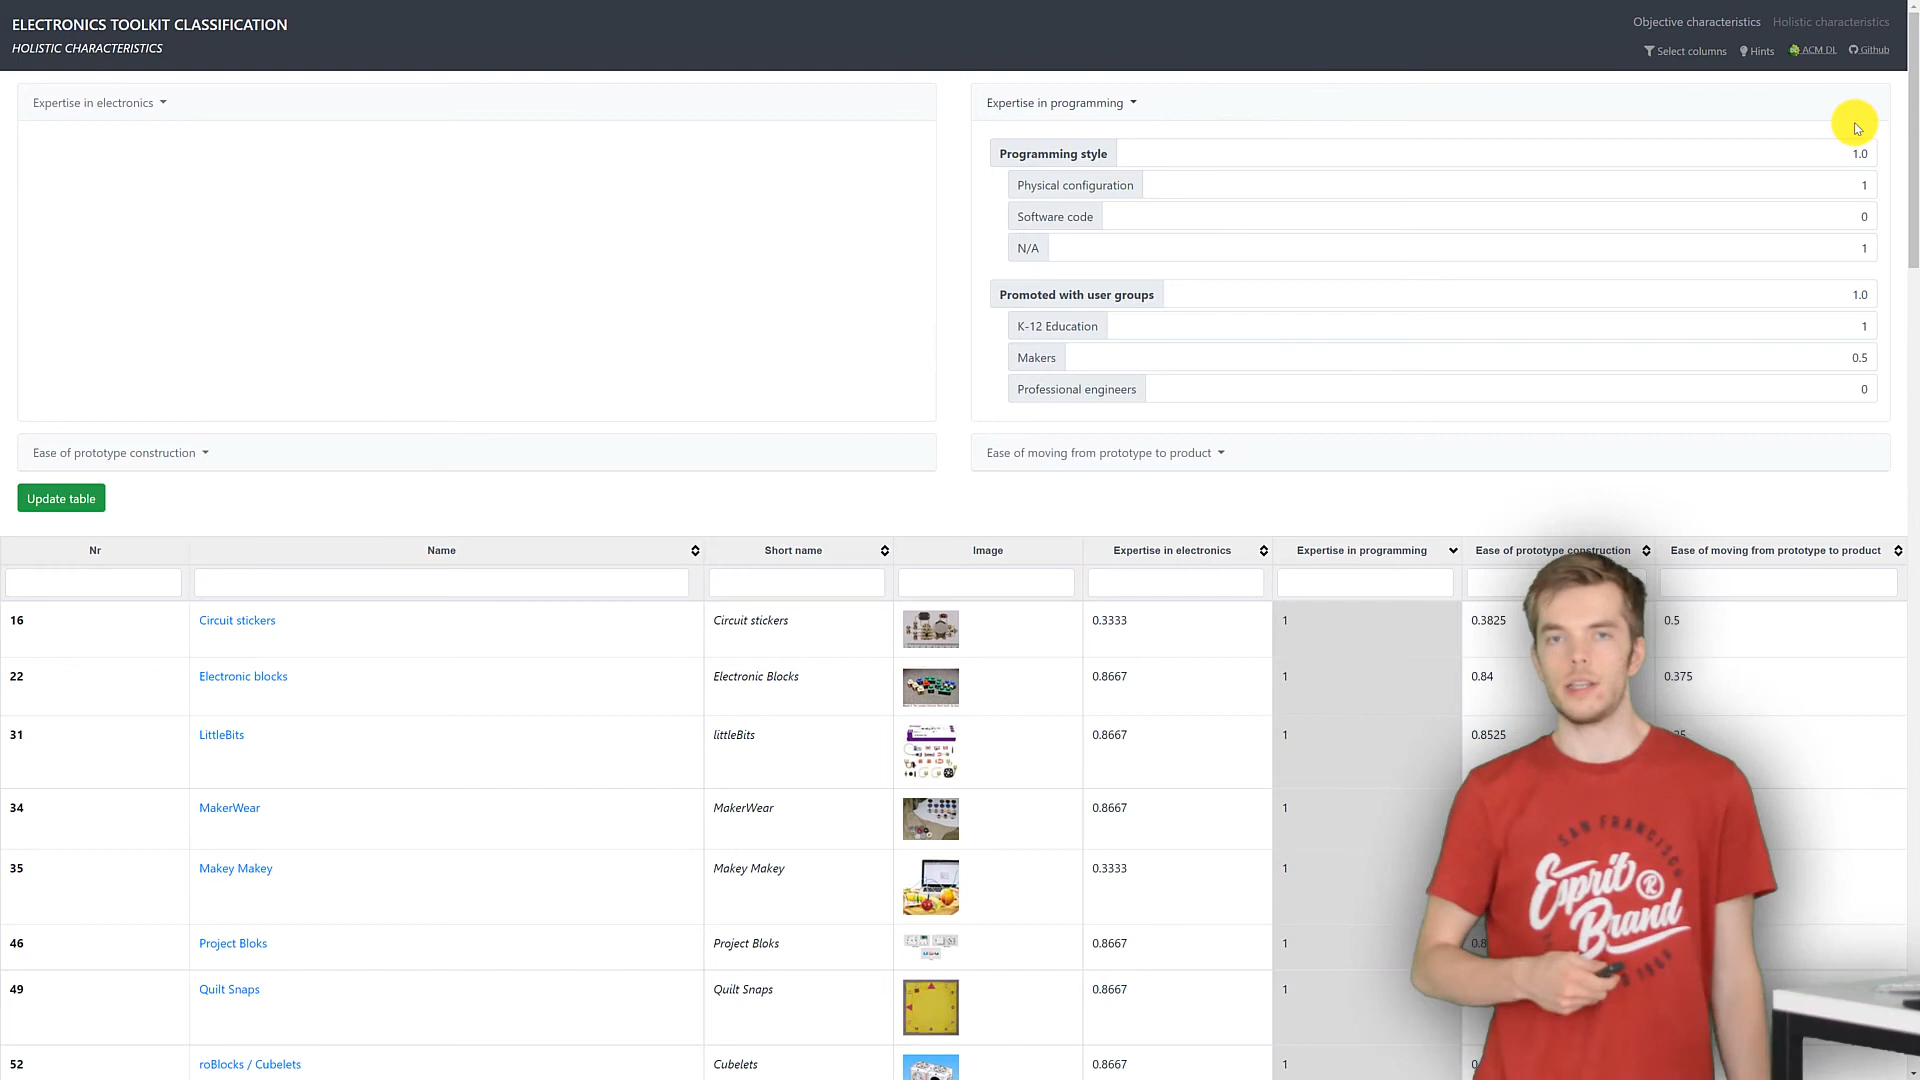 ELECTRONICS TOOLKIT CLASSIFICATION
HOLISTIC CHARACTERISTICS
Objective characteristics Holistic characteristics
Select columns Hints ACM DL Github
Expertise in electronics
Expertise in programming
Programming style 1.0
Physical configuration 1
Software code 0
N/A 1
Promoted with user groups 1.0
K-12 Education 1
Makers 0.5
Professional engineers 0
Ease of prototype construction
Ease of moving from prototype to product
Update table
Nr Name Short name Image Expertise in electronics Expertise in programming Ease of prototype construction Ease of moving from prototype to product
16 Circuit stickers Circuit stickers 0.3333 1 0.3825 0.5
22 Electronic blocks Electronic Blocks 0.8667 1 0.84 0.375
31 LittleBits littleBits 0.8667 1 0.8525
34 MakerWear MakerWear 0.8667 1
35 Makey Makey Makey Makey 0.3333 1
46 Project Bloks Project Bloks 0.8667 1
49 Quilt Snaps Quilt Snaps 0.8667 1
52 roBlocks / Cubelets Cubelets 0.8667 1
SAN FRANCISCO
Esprit ®
Brand